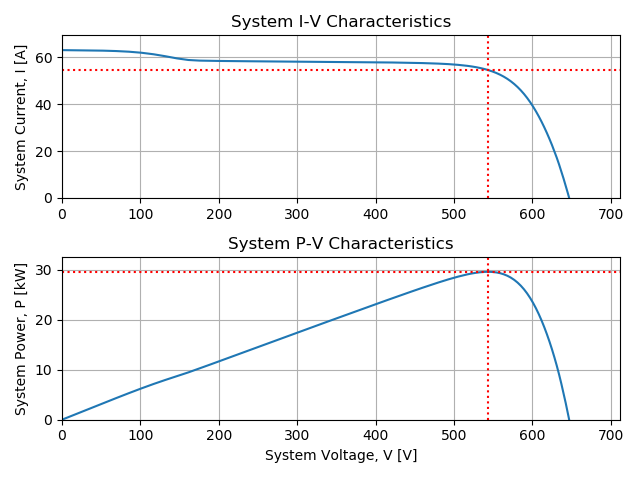 System I-V Characteristics
System Current, I [A]
60
40
20
0
0 100 200 300 400 500 600 700
System P-V Characteristics
System Power, P [kW]
30
20
10
0
0 100 200 300 400 500 600 700
System Voltage, V [V]